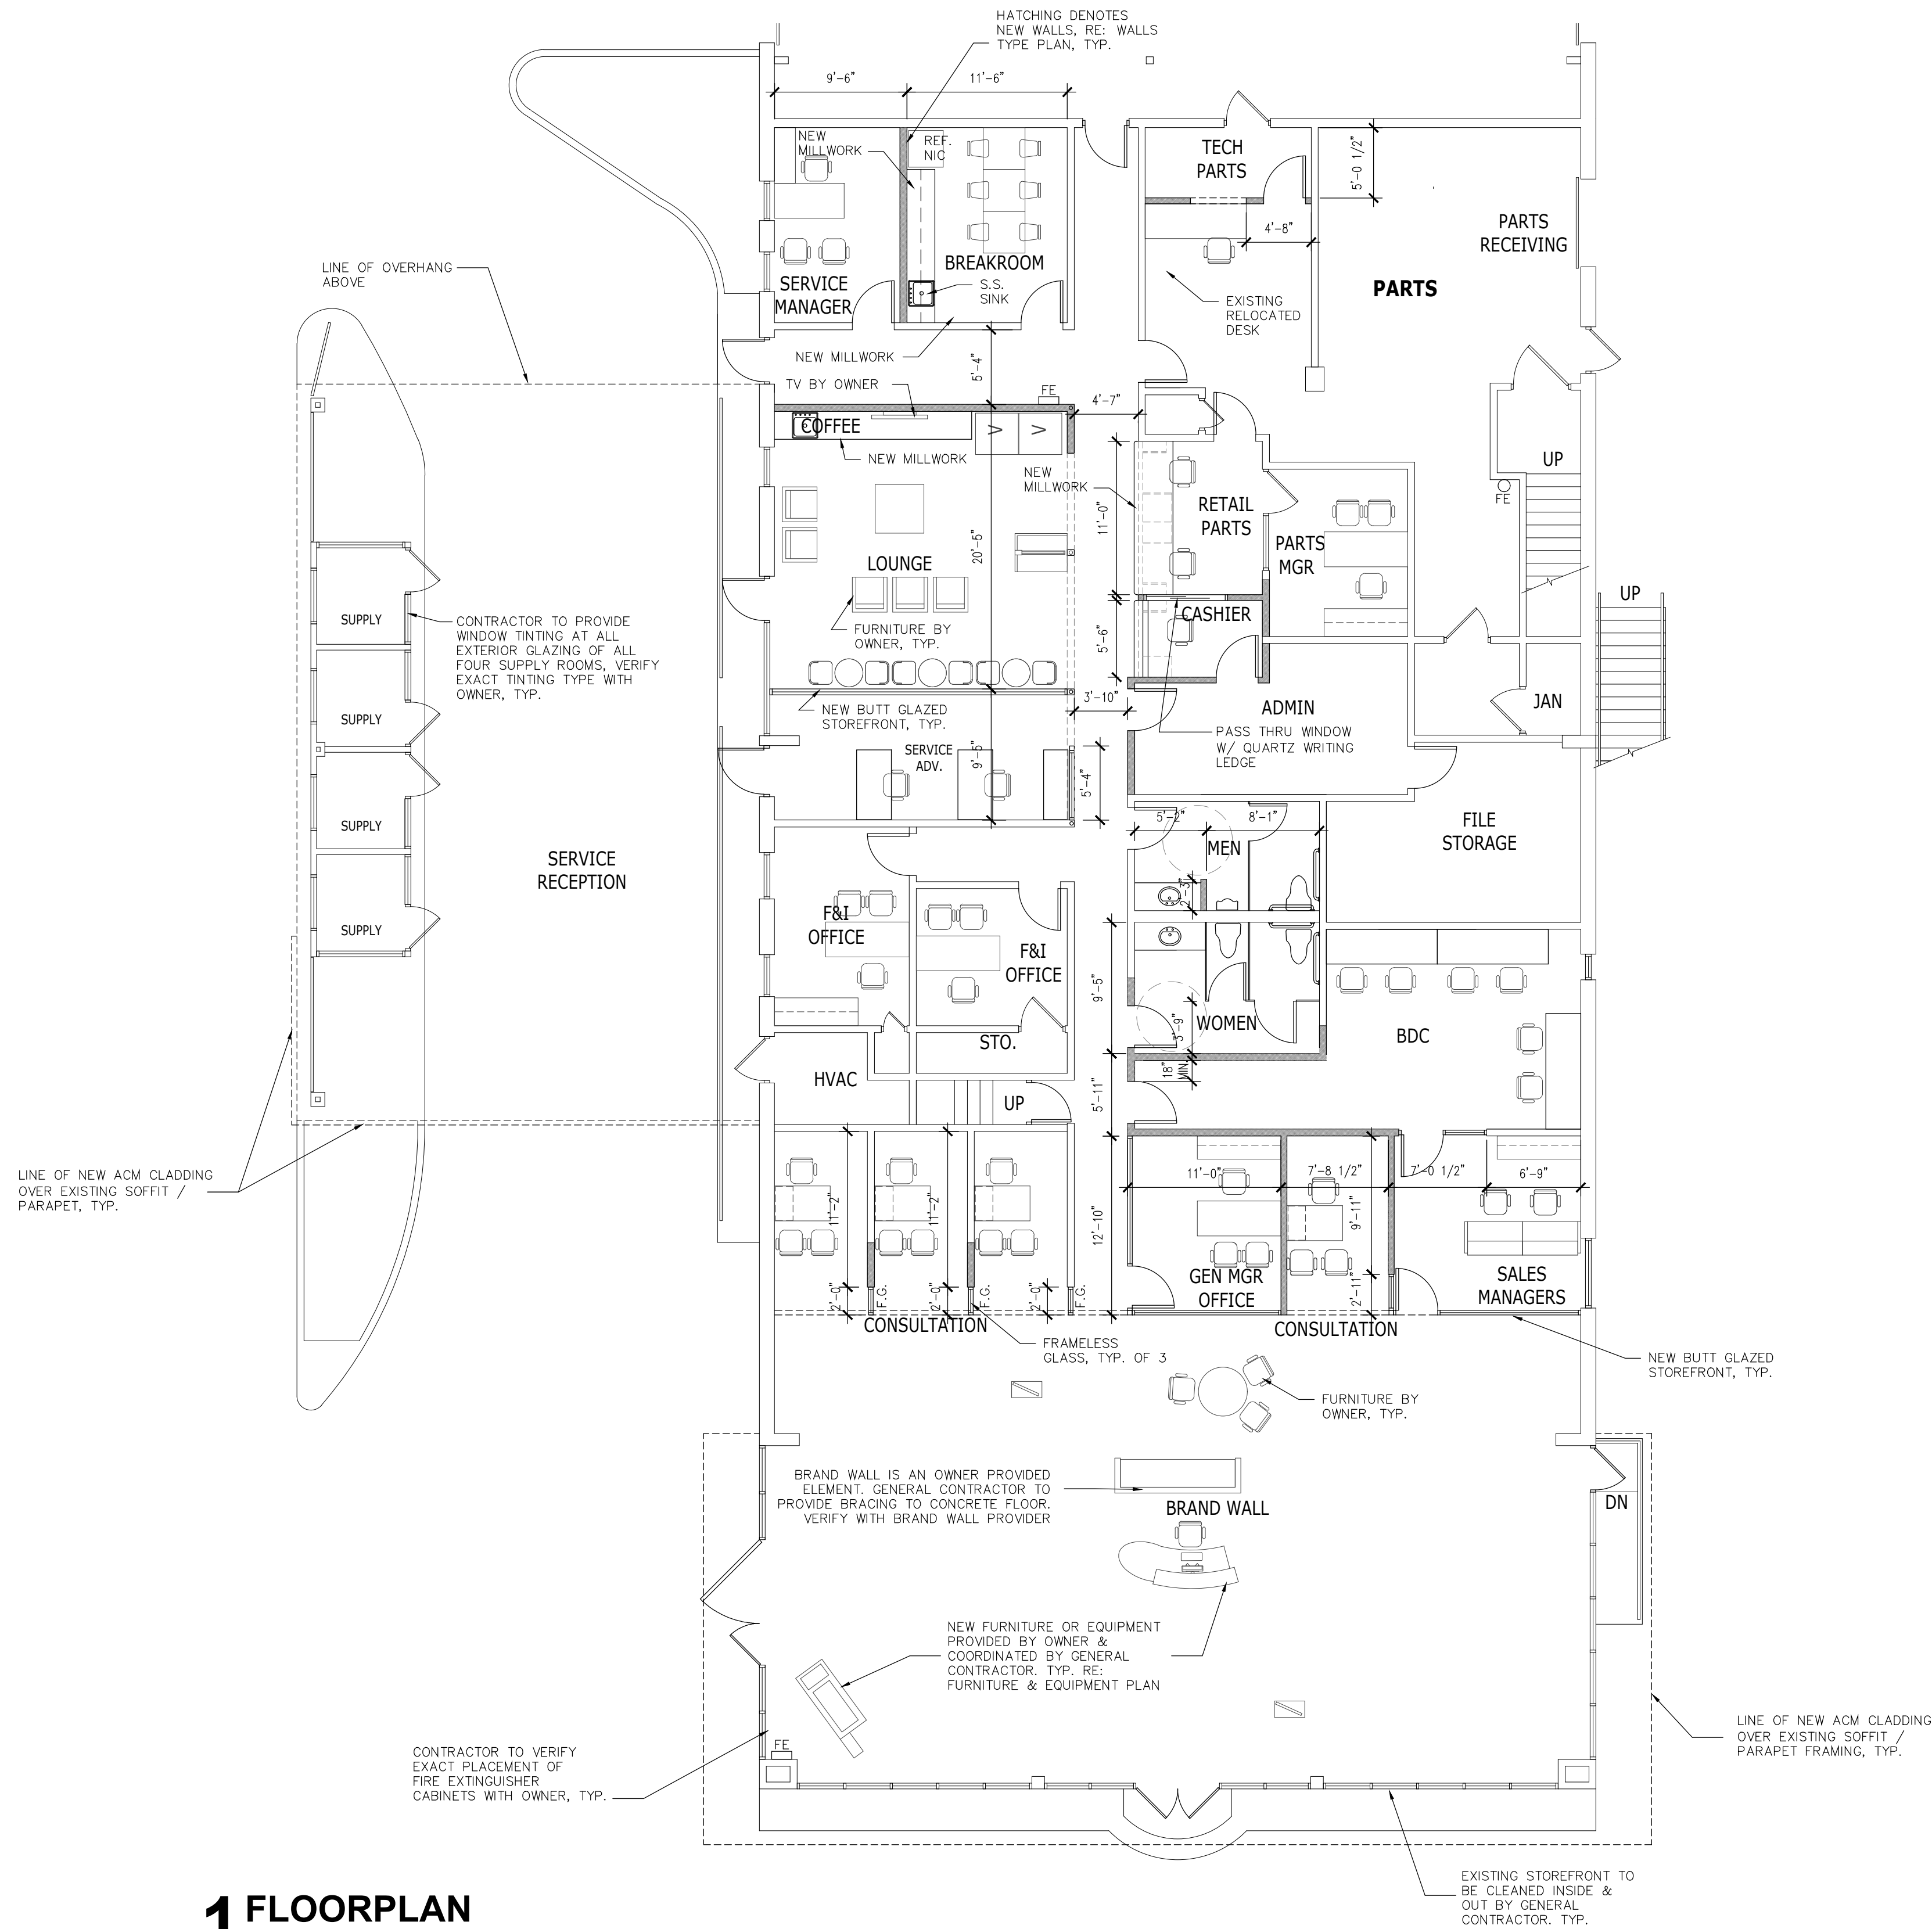 HATCHING DENOTES
NEW WALLS, RE: WALLS
TYPE PLAN, TYP.
9'-6"
11'-6"
NEW
MILLWORK
REF.
NIC
TECH
PARTS
5'-0 1/2"
4'-8"
PARTS
RECEIVING
PARTS
BREAKROOM
SERVICE
MANAGER
S.S.
SINK
EXISTING
RELOCATED
DESK
LINE OF OVERHANG
ABOVE
NEW MILLWORK
5'-4"
TV BY OWNER
FE
4'-7"
COFFEE
V
V
NEW MILLWORK
NEW
MILLWORK
UP
FE
RETAIL
PARTS
11'-0"
PARTS
MGR
20'-5"
LOUNGE
UP
SUPPLY
CONTRACTOR TO PROVIDE
WINDOW TINTING AT ALL
EXTERIOR GLAZING OF ALL
FOUR SUPPLY ROOMS, VERIFY
EXACT TINTING TYPE WITH
OWNER, TYP.
FURNITURE BY
OWNER, TYP.
CASHIER
5'-6"
SUPPLY
NEW BUTT GLAZED
STOREFRONT, TYP.
3'-10"
ADMIN
JAN
PASS THRU WINDOW
W/ QUARTZ WRITING
LEDGE
SERVICE
ADV.
9'-5"
5'-4"
SUPPLY
5'-2"
8'-1"
MEN
FILE
STORAGE
SERVICE
RECEPTION
2'-3"
F&I
OFFICE
SUPPLY
F&I
OFFICE
9'-5"
WOMEN
3'-9"
BDC
STO.
HVAC
18"
MIN.
UP
5'-11"
LINE OF NEW ACM CLADDING
OVER EXISTING SOFFIT /
PARAPET, TYP.
11'-0"
7'-8 1/2"
7'-0 1/2"
6'-9"
11'-2"
11'-2"
12'-10"
9'-11"
GEN MGR
OFFICE
SALES
MANAGERS
2'-0"
F.G.
2'-0"
F.G.
2'-0"
F.G.
2'-11"
CONSULTATION
CONSULTATION
FRAMELESS
GLASS, TYP. OF 3
NEW BUTT GLAZED
STOREFRONT, TYP.
FURNITURE BY
OWNER, TYP.
BRAND WALL IS AN OWNER PROVIDED
ELEMENT. GENERAL CONTRACTOR TO
PROVIDE BRACING TO CONCRETE FLOOR.
VERIFY WITH BRAND WALL PROVIDER
BRAND WALL
DN
NEW FURNITURE OR EQUIPMENT
PROVIDED BY OWNER &
COORDINATED BY GENERAL
CONTRACTOR. TYP. RE:
FURNITURE & EQUIPMENT PLAN
LINE OF NEW ACM CLADDING
OVER EXISTING SOFFIT /
PARAPET FRAMING, TYP.
FE
CONTRACTOR TO VERIFY
EXACT PLACEMENT OF
FIRE EXTINGUISHER
CABINETS WITH OWNER, TYP.
EXISTING STOREFRONT TO
BE CLEANED INSIDE &
OUT BY GENERAL
CONTRACTOR. TYP.
1 FLOORPLAN